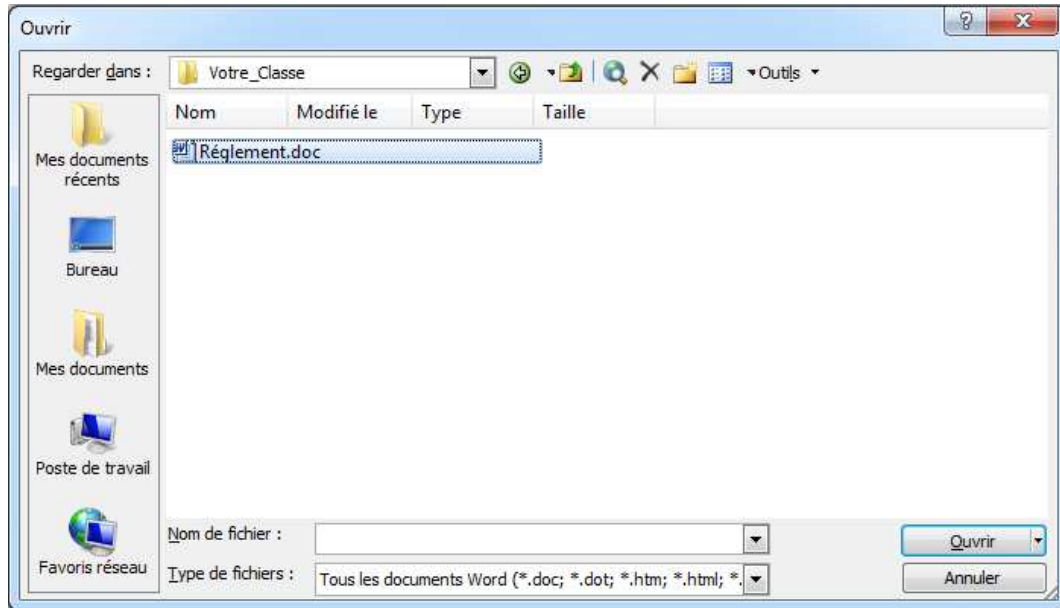 Ouvrir
Regarder dans :
Votre_Classe
Outils
Nom Modifié le Type Taille
Réglement.doc
Mes documents
récents
Bureau
Mes documents
Poste de travail
Favoris réseau
Nom de fichier :
Ouvrir
Type de fichiers :
Tous les documents Word (*.doc; *.dot; *.htm; *.html; *.
Annuler